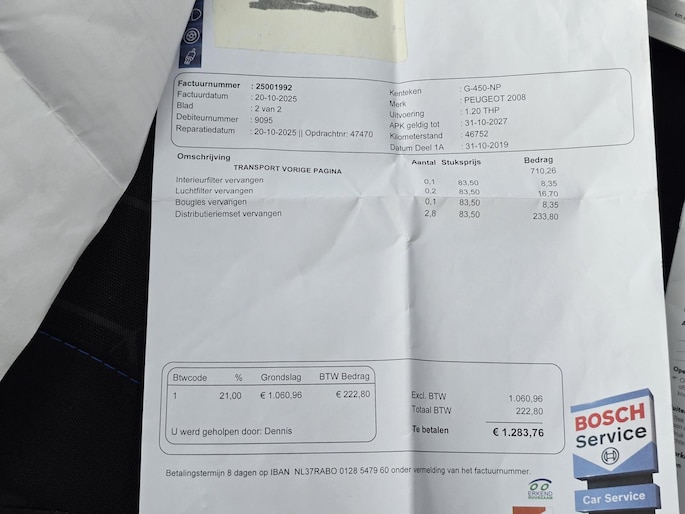 Factuurnummer : 25001992
Factuurdatum : 20-10-2025
Blad : 2 van 2
Debiteurnummer : 9095
Reparatiedatum : 20-10-2025 || Opdrachtnr: 47470
Kenteken : G-450-NP
Merk : PEUGEOT 2008
Uitvoering : 1.20 THP
APK geldig tot : 31-10-2027
Kilometerstand : 46752
Datum Deel 1A : 31-10-2019
Omschrijving Aantal Stuksprijs Bedrag
TRANSPORT VORIGE PAGINA 710,26
Interieurfilter vervangen 0,1 83,50 8,35
Luchtfilter vervangen 0,2 83,50 16,70
Bougles vervangen 0,1 83,50 8,35
Distributieriemset vervangen 2,8 83,50 233,80
Btwcode % Grondslag BTW Bedrag
1 21,00 € 1.060,96 € 222,80
U werd geholpen door: Dennis
Excl. BTW 1.060,96
Totaal BTW 222,80
Te betalen € 1.283,76
Betalingstermijn 8 dagen op IBAN NL37RABO 0128 5479 60 onder vermelding van het factuurnummer.
BOSCH
Service
Car Service
ERKEND
DUURZAAM